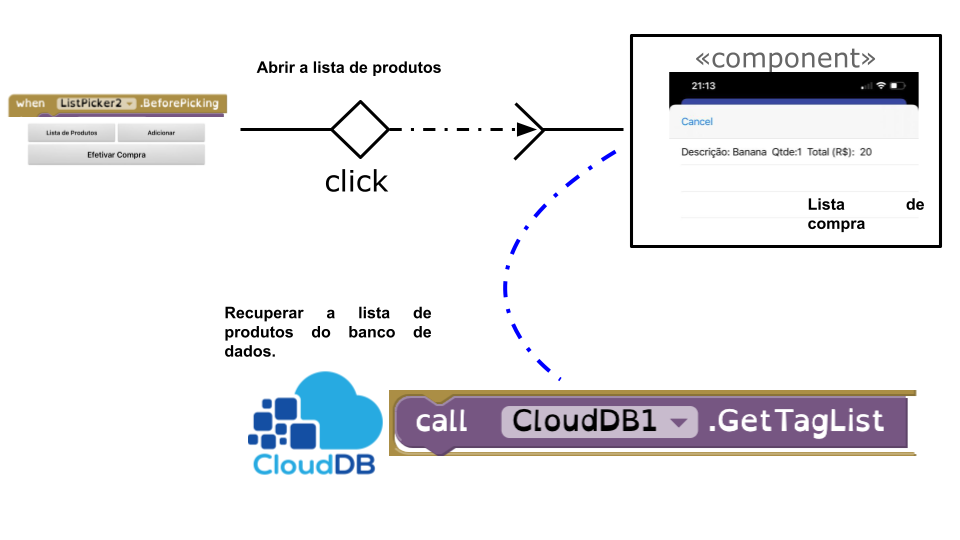 Abrir a lista de produtos
when ListPicker2 .BeforePicking
Lista de Produtos
Adicionar
Efetivar Compra
click
«component»
21:13
Cancel
Descrição: Banana Qtde:1 Total (R$): 20
Lista de
compra
Recuperar a lista de
produtos do banco de
dados.
CloudDB
call CloudDB1 .GetTagList